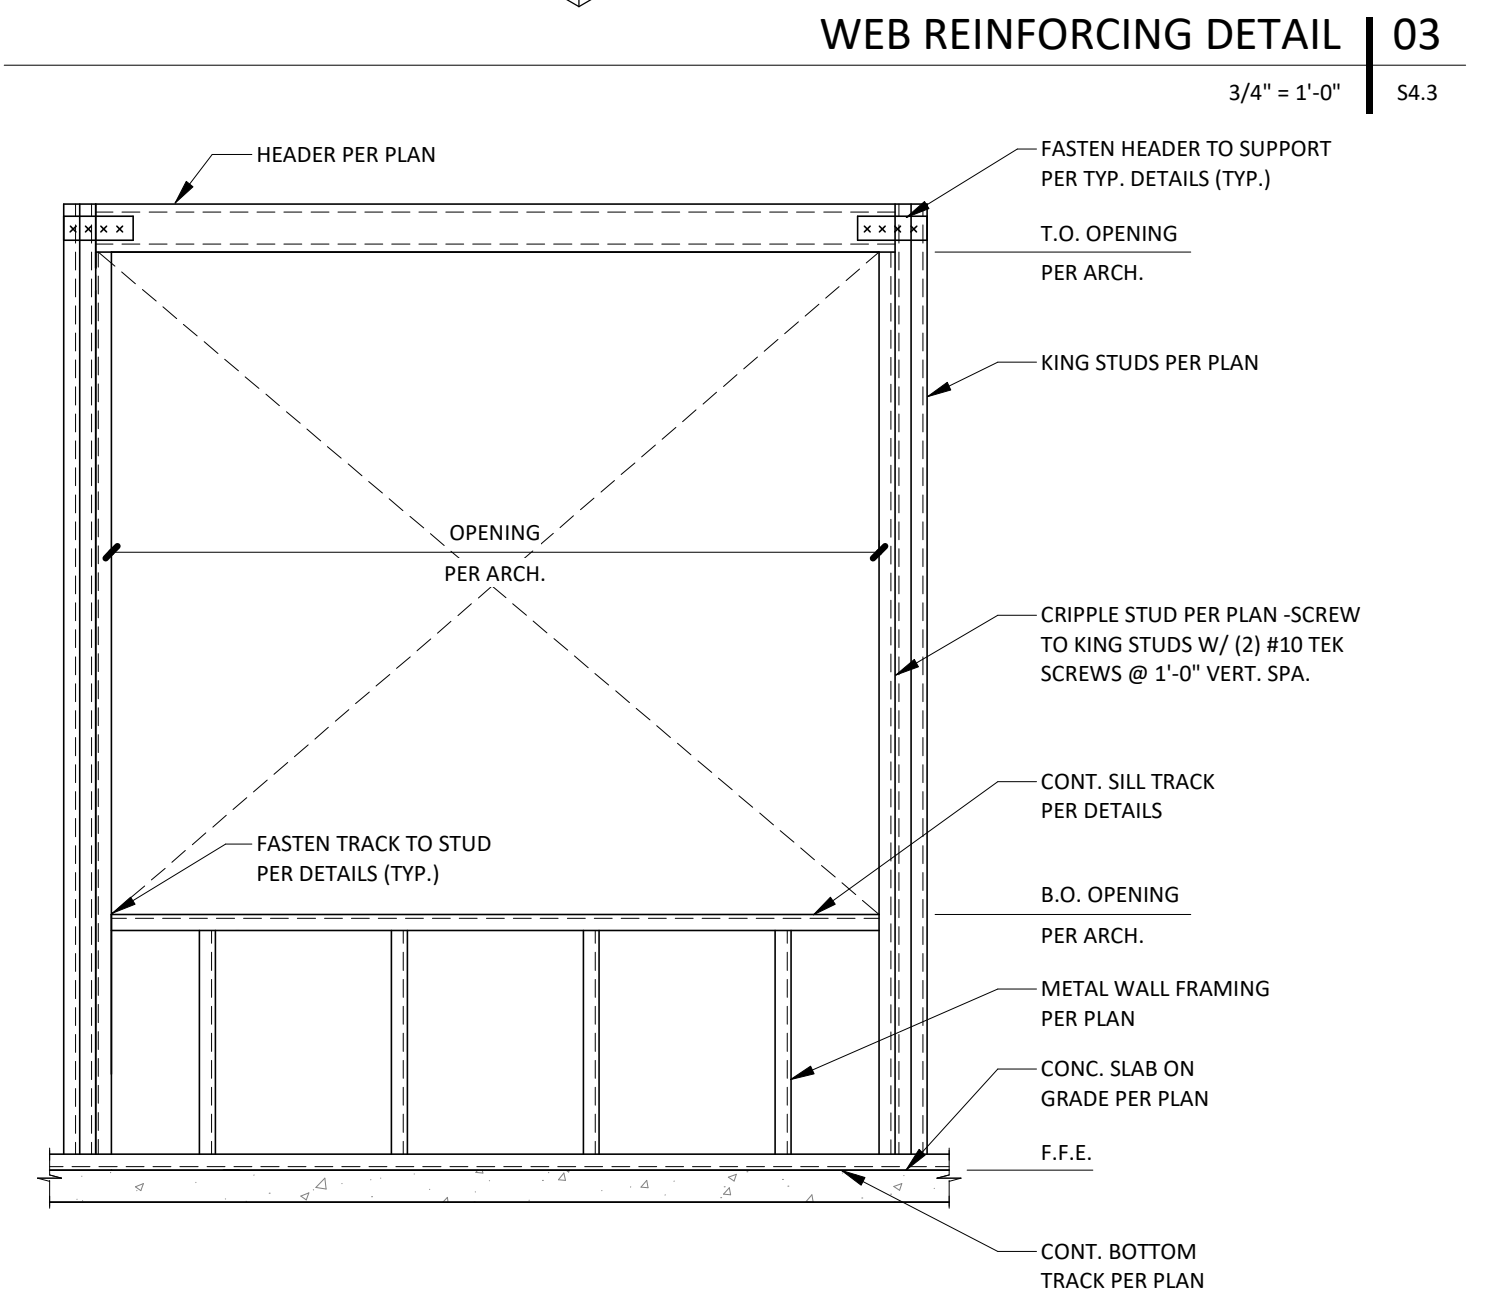 WEB REINFORCING DETAIL 03
3/4" = 1'-0" S4.3
HEADER PER PLAN
FASTEN HEADER TO SUPPORT
PER TYP. DETAILS (TYP.)
T.O. OPENING
PER ARCH.
KING STUDS PER PLAN
OPENING
PER ARCH.
CRIPPLE STUD PER PLAN -SCREW
TO KING STUDS W/ (2) #10 TEK
SCREWS @ 1'-0" VERT. SPA.
CONT. SILL TRACK
PER DETAILS
FASTEN TRACK TO STUD
PER DETAILS (TYP.)
B.O. OPENING
PER ARCH.
METAL WALL FRAMING
PER PLAN
CONC. SLAB ON
GRADE PER PLAN
F.F.E.
CONT. BOTTOM
TRACK PER PLAN